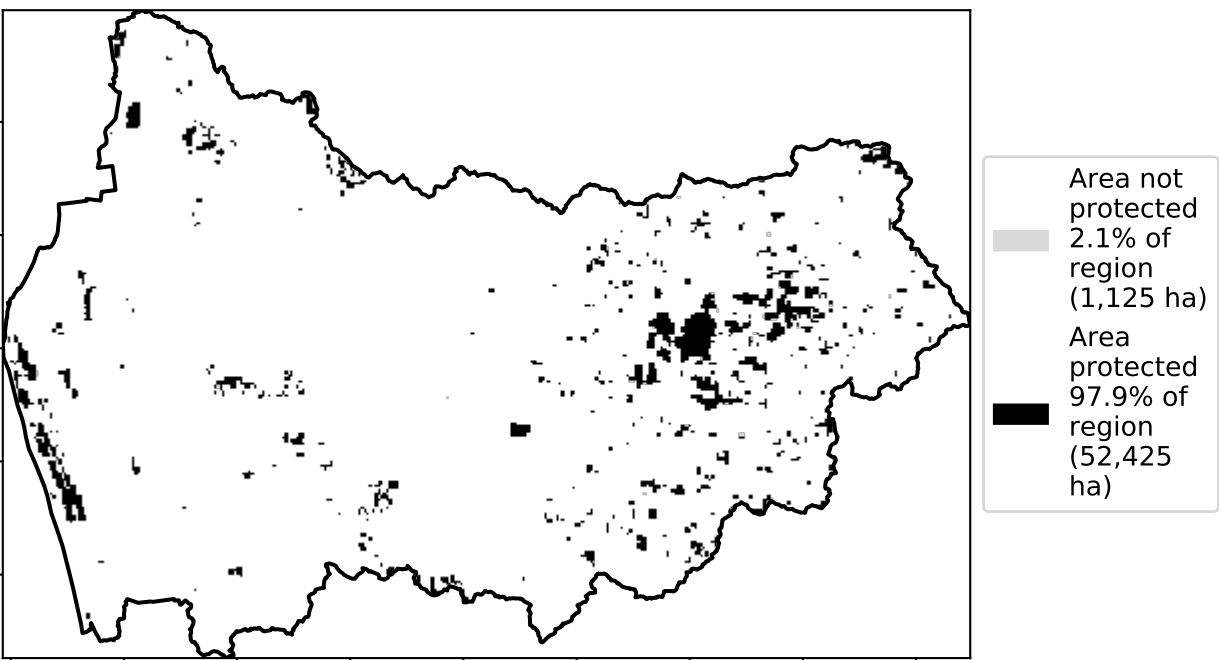 Area not
protected
2.1% of
region
(1,125 ha)
Area
protected
97.9% of
region
(52,425
ha)